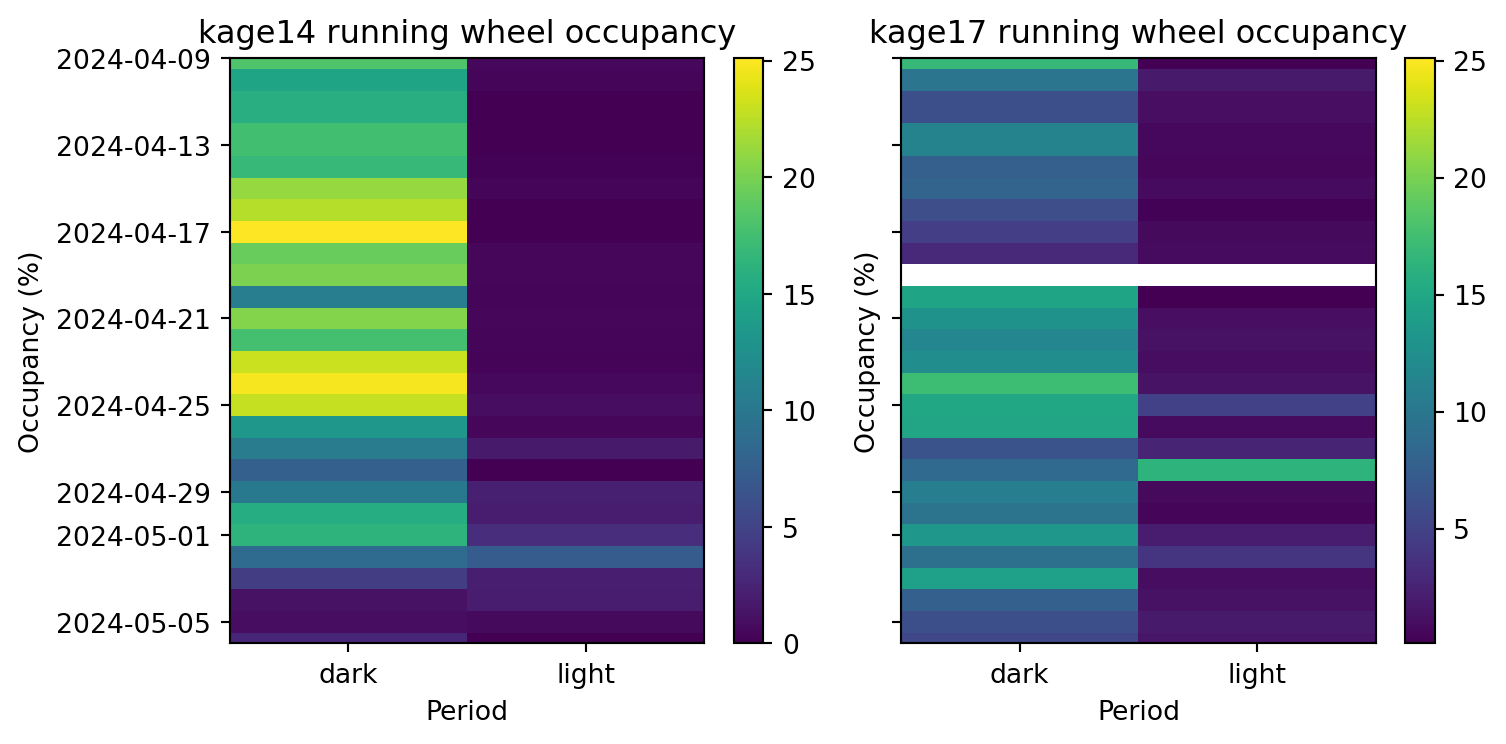 kage14 running wheel occupancy
2024-04-09
2024-04-13
2024-04-17
2024-04-21
2024-04-25
2024-04-29
2024-05-01
2024-05-05
Occupancy (%)
dark
light
Period
25
20
15
10
5
0
kage17 running wheel occupancy
Occupancy (%)
dark
light
Period
25
20
15
10
5